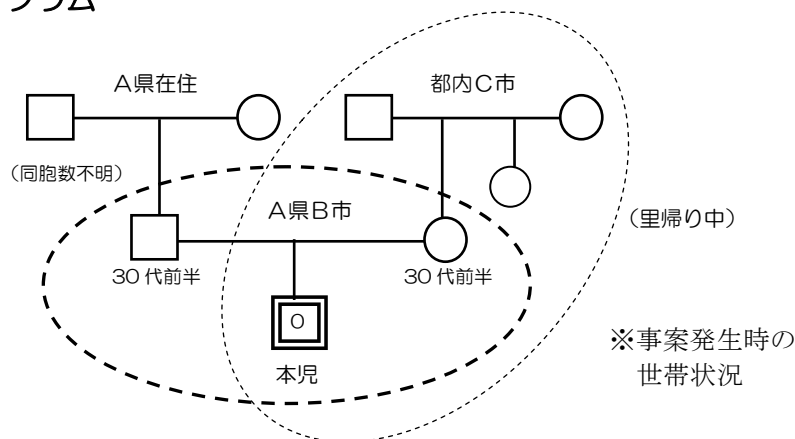 A県在住
都内C市
(同胞数不明)
A県B市
(里帰り中)
30代前半
30代前半
0
本児
※事案発生時の
世帯状況